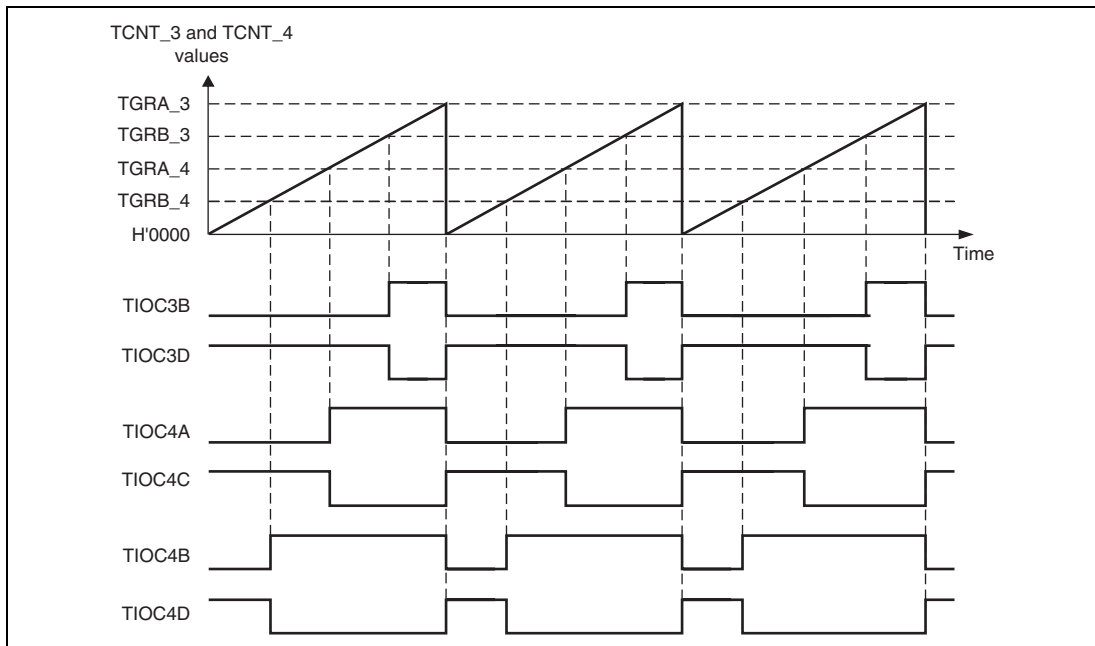 TCNT_3 and TCNT_4
values
TGRA_3
TGRB_3
TGRA_4
TGRB_4
H'0000
Time
TIOC3B
TIOC3D
TIOC4A
TIOC4C
TIOC4B
TIOC4D